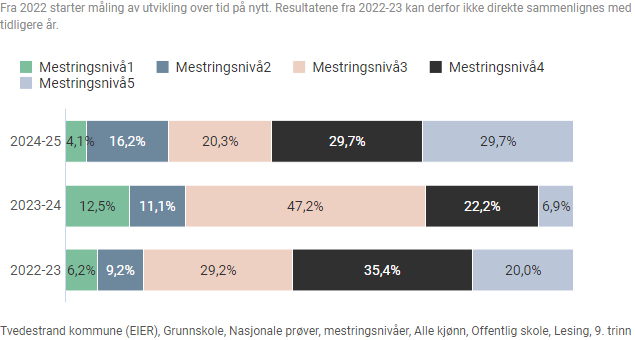 Fra 2022 starter måling av utvikling over tid på nytt. Resultatene fra 2022-23 kan derfor ikke direkte sammenlignes med
tidligere år.
Mestringsnivå1 Mestringsnivå2 Mestringsnivå3 Mestringsnivå4
Mestringsnivå5
2024-25 4,1% 16,2% 20,3% 29,7% 29,7%
2023-24 12,5% 11,1% 47,2% 22,2% 6,9%
2022-23 6,2% 9,2% 29,2% 35,4% 20,0%
Tvedestrand kommune (EIER), Grunnskole, Nasjonale prøver, mestringsnivåer, Alle kjønn, Offentlig skole, Lesing, 9. trinn